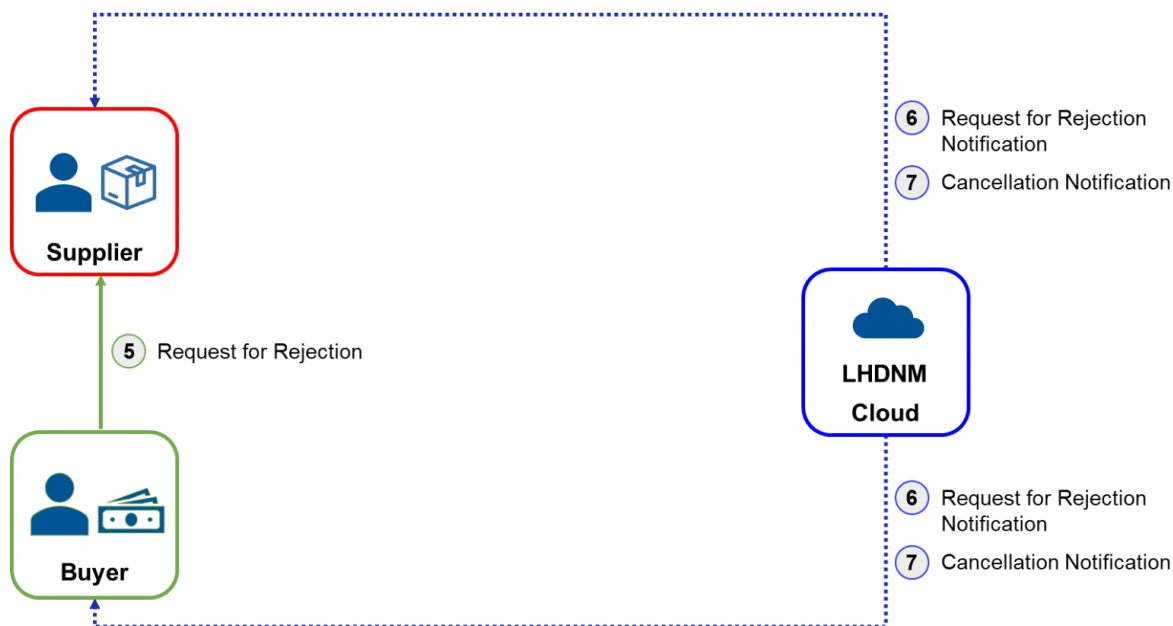 6 Request for Rejection
Notification
7 Cancellation Notification
Supplier
5 Request for Rejection
LHDNM
Cloud
6 Request for Rejection
Notification
7 Cancellation Notification
Buyer